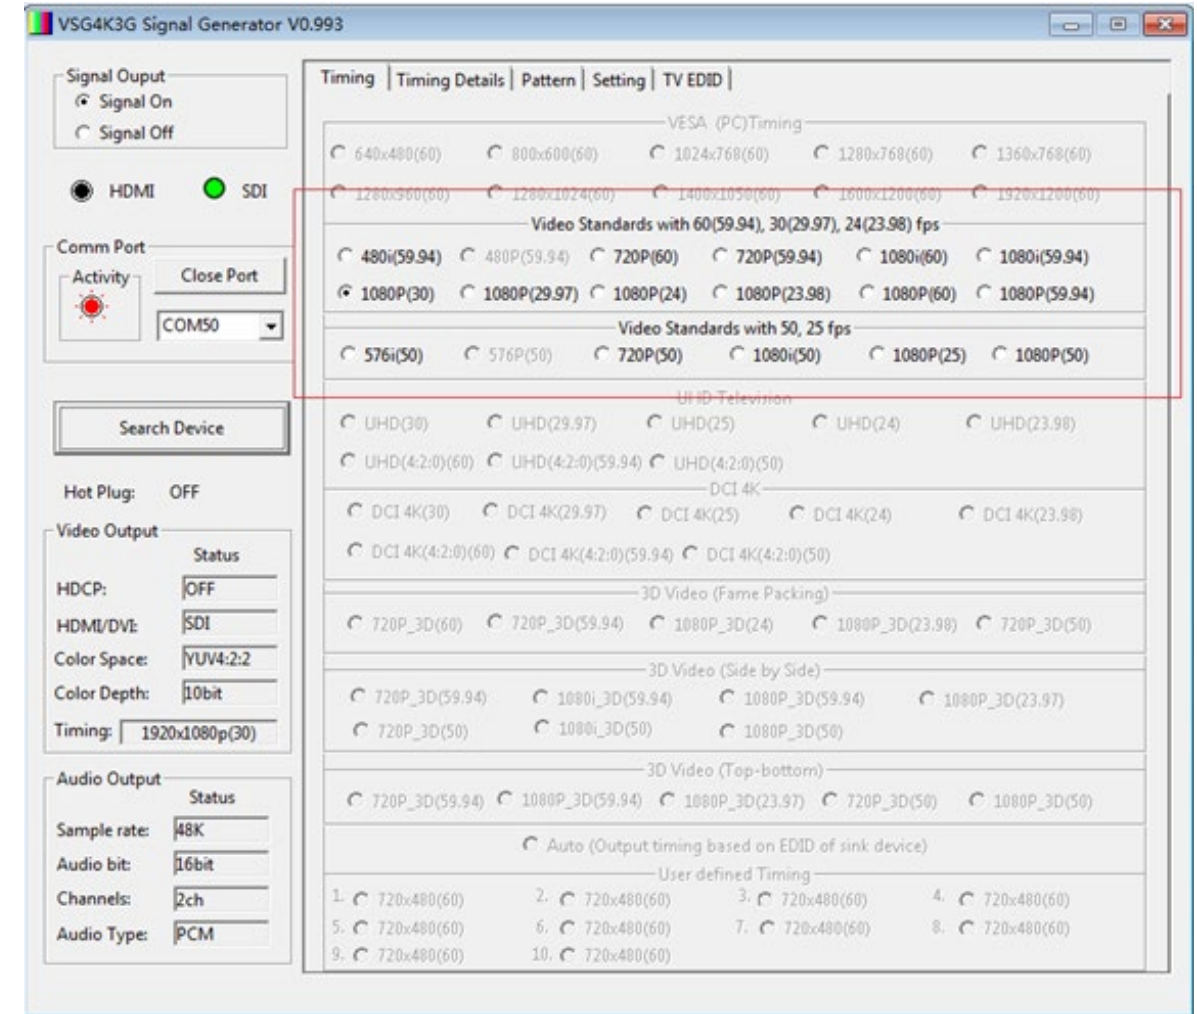 VSG4K3G Signal Generator V0.993
Signal Ouput
Signal On
Signal Off
HDMI SDI
Comm Port
Activity Close Port
COM50
Search Device
Hot Plug: OFF
Video Output
Status
HDCP: OFF
HDMI/DVI: SDI
Color Space: YUV4:2:2
Color Depth: 10bit
Timing: 1920x1080p(30)
Audio Output
Status
Sample rate: 48K
Audio bit: 16bit
Channels: 2ch
Audio Type: PCM
Timing Timing Details Pattern Setting TV EDID
VESA (PC)Timing
640x480(60) 800x600(60) 1024x768(60) 1280x768(60) 1360x768(60)
1280x960(60) 1280x1024(60) 1400x1050(60) 1600x1200(60) 1920x1200(60)
Video Standards with 60(59.94), 30(29.97), 24(23.98) fps
480i(59.94) 480P(59.94) 720P(60) 720P(59.94) 1080i(60) 1080i(59.94)
1080P(30) 1080P(29.97) 1080P(24) 1080P(23.98) 1080P(60) 1080P(59.94)
Video Standards with 50, 25 fps
576i(50) 576P(50) 720P(50) 1080i(50) 1080P(25) 1080P(50)
UHD Television
UHD(30) UHD(29.97) UHD(25) UHD(24) UHD(23.98)
UHD(4:2:0)(60) UHD(4:2:0)(59.94) UHD(4:2:0)(50)
DCI 4K
DCI 4K(30) DCI 4K(29.97) DCI 4K(25) DCI 4K(24) DCI 4K(23.98)
DCI 4K(4:2:0)(60) DCI 4K(4:2:0)(59.94) DCI 4K(4:2:0)(50)
3D Video (Fame Packing)
720P_3D(60) 720P_3D(59.94) 1080P_3D(24) 1080P_3D(23.98) 720P_3D(50)
3D Video (Side by Side)
720P_3D(59.94) 1080i_3D(59.94) 1080P_3D(59.94) 1080P_3D(23.97)
720P_3D(50) 1080i_3D(50) 1080P_3D(50)
3D Video (Top-bottom)
720P_3D(59.94) 1080P_3D(59.94) 1080P_3D(23.97) 720P_3D(50) 1080P_3D(50)
Auto (Output timing based on EDID of sink device)
User defined Timing
1. 720x480(60) 2. 720x480(60) 3. 720x480(60) 4. 720x480(60)
5. 720x480(60) 6. 720x480(60) 7. 720x480(60) 8. 720x480(60)
9. 720x480(60) 10. 720x480(60)